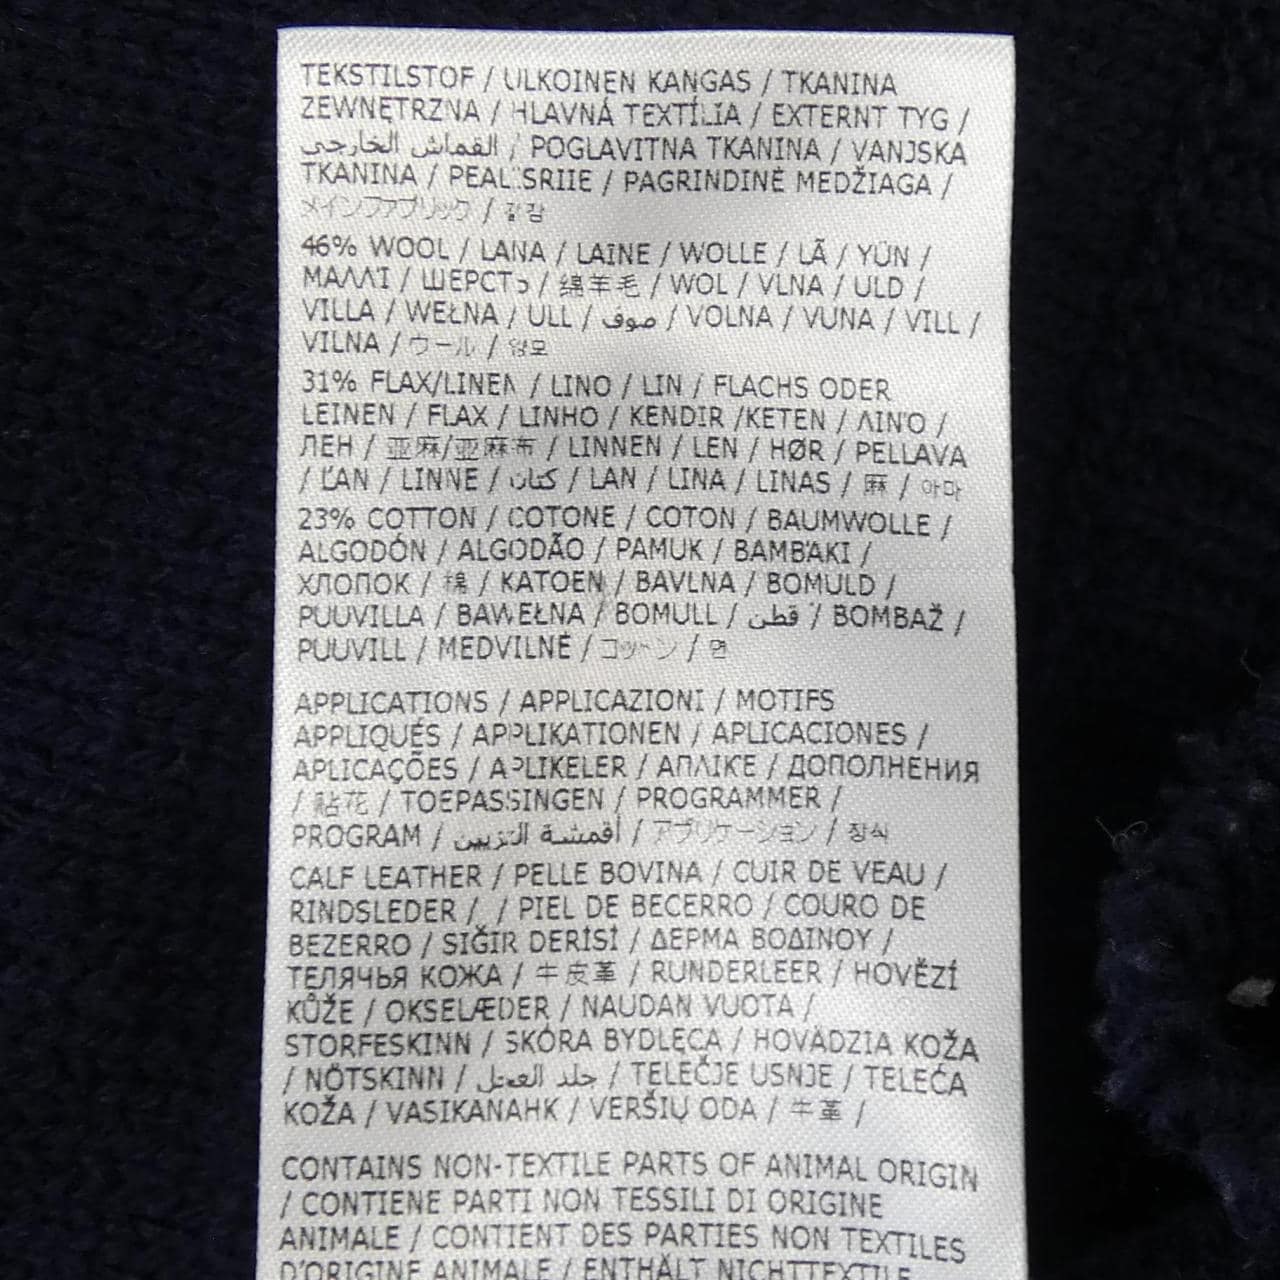 TEKSTILSTOF / ULKOINEN KANGAS / TKANINA
ZEWNĘTRZNA / HLAVNÁ TEXTÍLIA / EXTERNT TYG /
القماش الخارجي / POGLAVITNA TKANINA / VANJSKA
TKANINA / PEALISRIIE / PAGRINDINĖ MEDŽIAGA /
メインファブリック / 겉감
46% WOOL / LANA / LAINE / WOLLE / LÃ / YÜN /
ΜΑΛΛΊ / ШЕРСТЬ / 绵羊毛 / WOL / VLNA / ULD /
VILLA / WEŁNA / ULL / صوف / VOLNA / VUNA / VILL /
VILNA / ウール / 양모
31% FLAX/LINEN / LINO / LIN / FLACHS ODER
LEINEN / FLAX / LINHO / KENDIR /KETEN / ΛΙΝΌ /
ЛЕН / 亚麻/亚麻布 / LINNEN / LEN / HØR / PELLAVA
/ ĽAN / LINNE / كتان / LAN / LINA / LINAS / 麻 / 아마
23% COTTON / COTONE / COTON / BAUMWOLLE /
ALGODÓN / ALGODÃO / PAMUK / ΒΑΜΒΆΚΙ /
ХЛОПОК / 棉 / KATOEN / BAVLNA / BOMULD /
PUUVILLA / BAWEŁNA / BOMULL / قطن / BOMBAŽ /
PUUVILL / MEDVILNĖ / コットン / 면
APPLICATIONS / APPLICAZIONI / MOTIFS
APPLIQUÉS / APPLIKATIONEN / APLICACIONES /
APLICAÇÕES / APLIKELER / ΑΠΛΙΚΕ / ДОПОЛНЕНИЯ
/ 贴花 / TOEPASSINGEN / PROGRAMMER /
PROGRAM / أقمشة التزيين / アプリケーション / 장식
CALF LEATHER / PELLE BOVINA / CUIR DE VEAU /
RINDSLEDER / / PIEL DE BECERRO / COURO DE
BEZERRO / SIĞIR DERİSİ / ΔΕΡΜΑ ΒΟΔΙΝΟΥ /
ТЕЛЯЧЬЯ КОЖА / 牛皮革 / RUNDERLEER / HOVĚZÍ
KŮŽE / OKSELÆDER / NAUDAN VUOTA /
STORFESKINN / SKÓRA BYDLĘCA / HOVÄDZIA KOŽA
/ NÖTSKINN / جلد العجل / TELEČJE USNJE / TELEĆA
KOŽA / VASIKANAHK / VERŠIŲ ODA / 牛革 /
CONTAINS NON-TEXTILE PARTS OF ANIMAL ORIGIN
/ CONTIENE PARTI NON TESSILI DI ORIGINE
ANIMALE / CONTIENT DES PARTIES NON TEXTILES
D'ORIGINE ANIMALE / ENTHÄLT NICHTTEXTILE